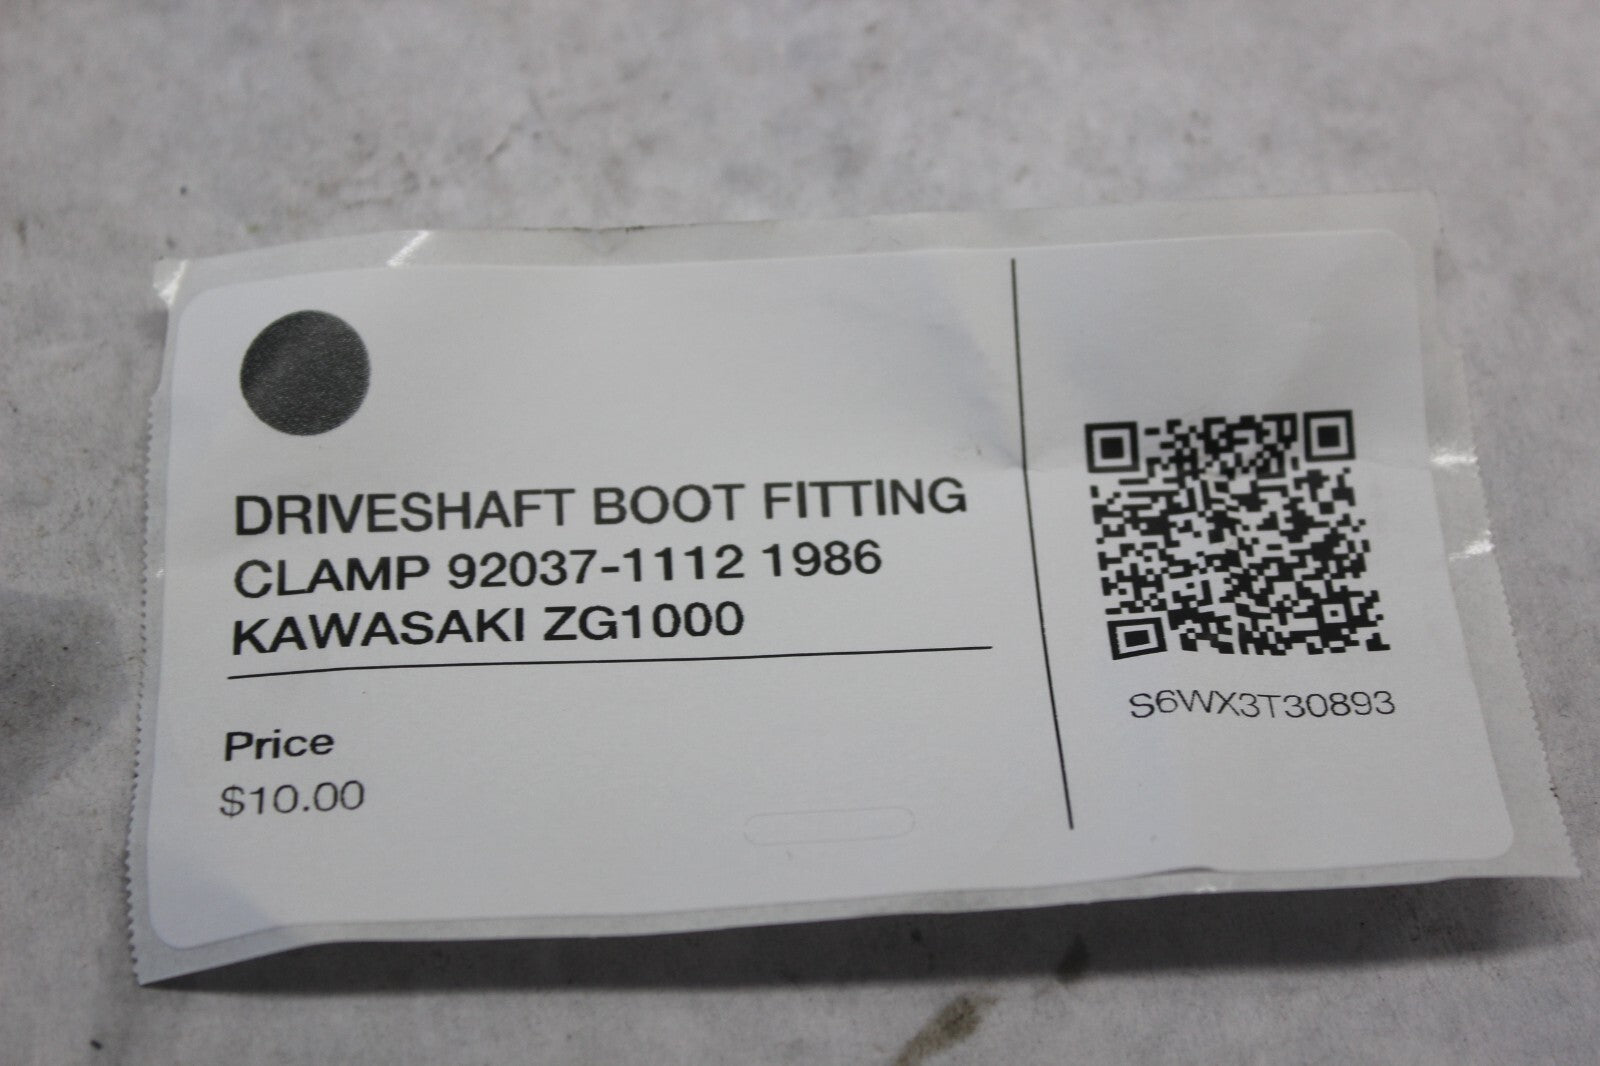 DRIVESHAFT BOOT FITTING
CLAMP 92037-1112 1986
KAWASAKI ZG1000
Price
$10.00
S6WX3T30893